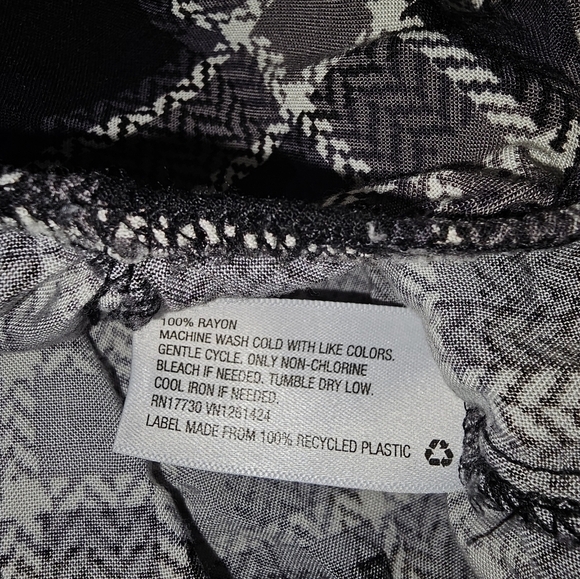 100% RAYON
MACHINE WASH COLD WITH LIKE COLORS.
GENTLE CYCLE. ONLY NON-CHLORINE
BLEACH IF NEEDED. TUMBLE DRY LOW.
COOL IRON IF NEEDED.
RN17730 VN1261424
LABEL MADE FROM 100% RECYCLED PLASTIC